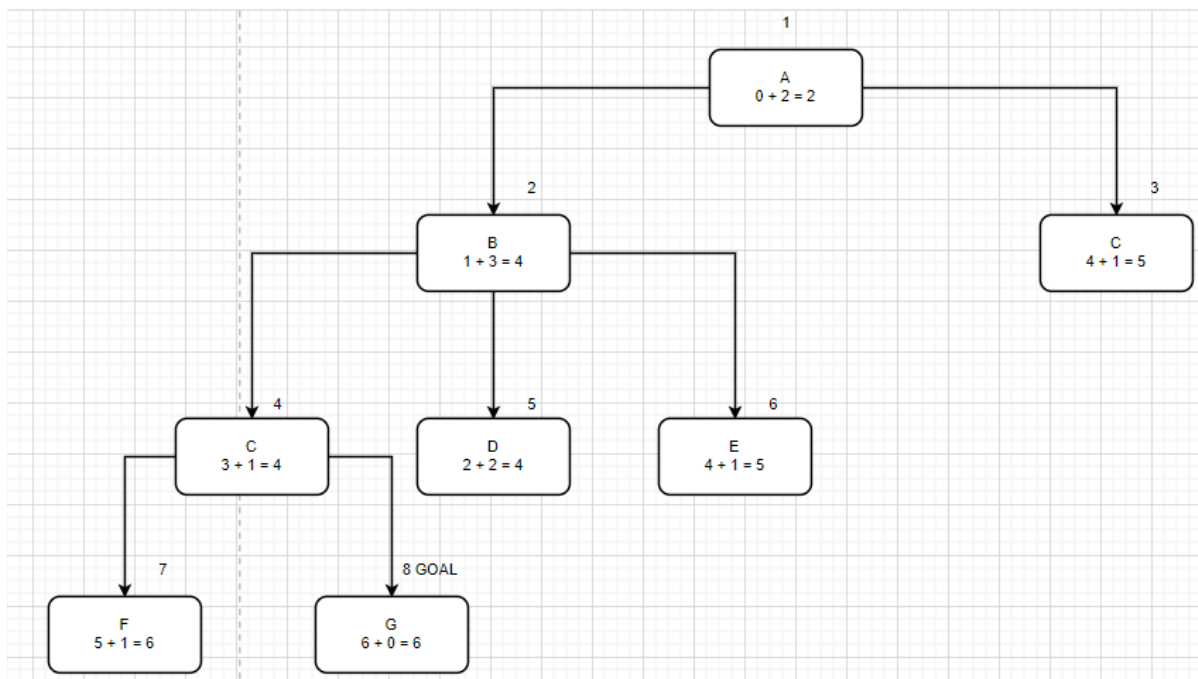 1
A
0 + 2 = 2
2
3
B
1 + 3 = 4
C
4 + 1 = 5
4
5
6
C
3 + 1 = 4
D
2 + 2 = 4
E
4 + 1 = 5
7
8 GOAL
F
5 + 1 = 6
G
6 + 0 = 6